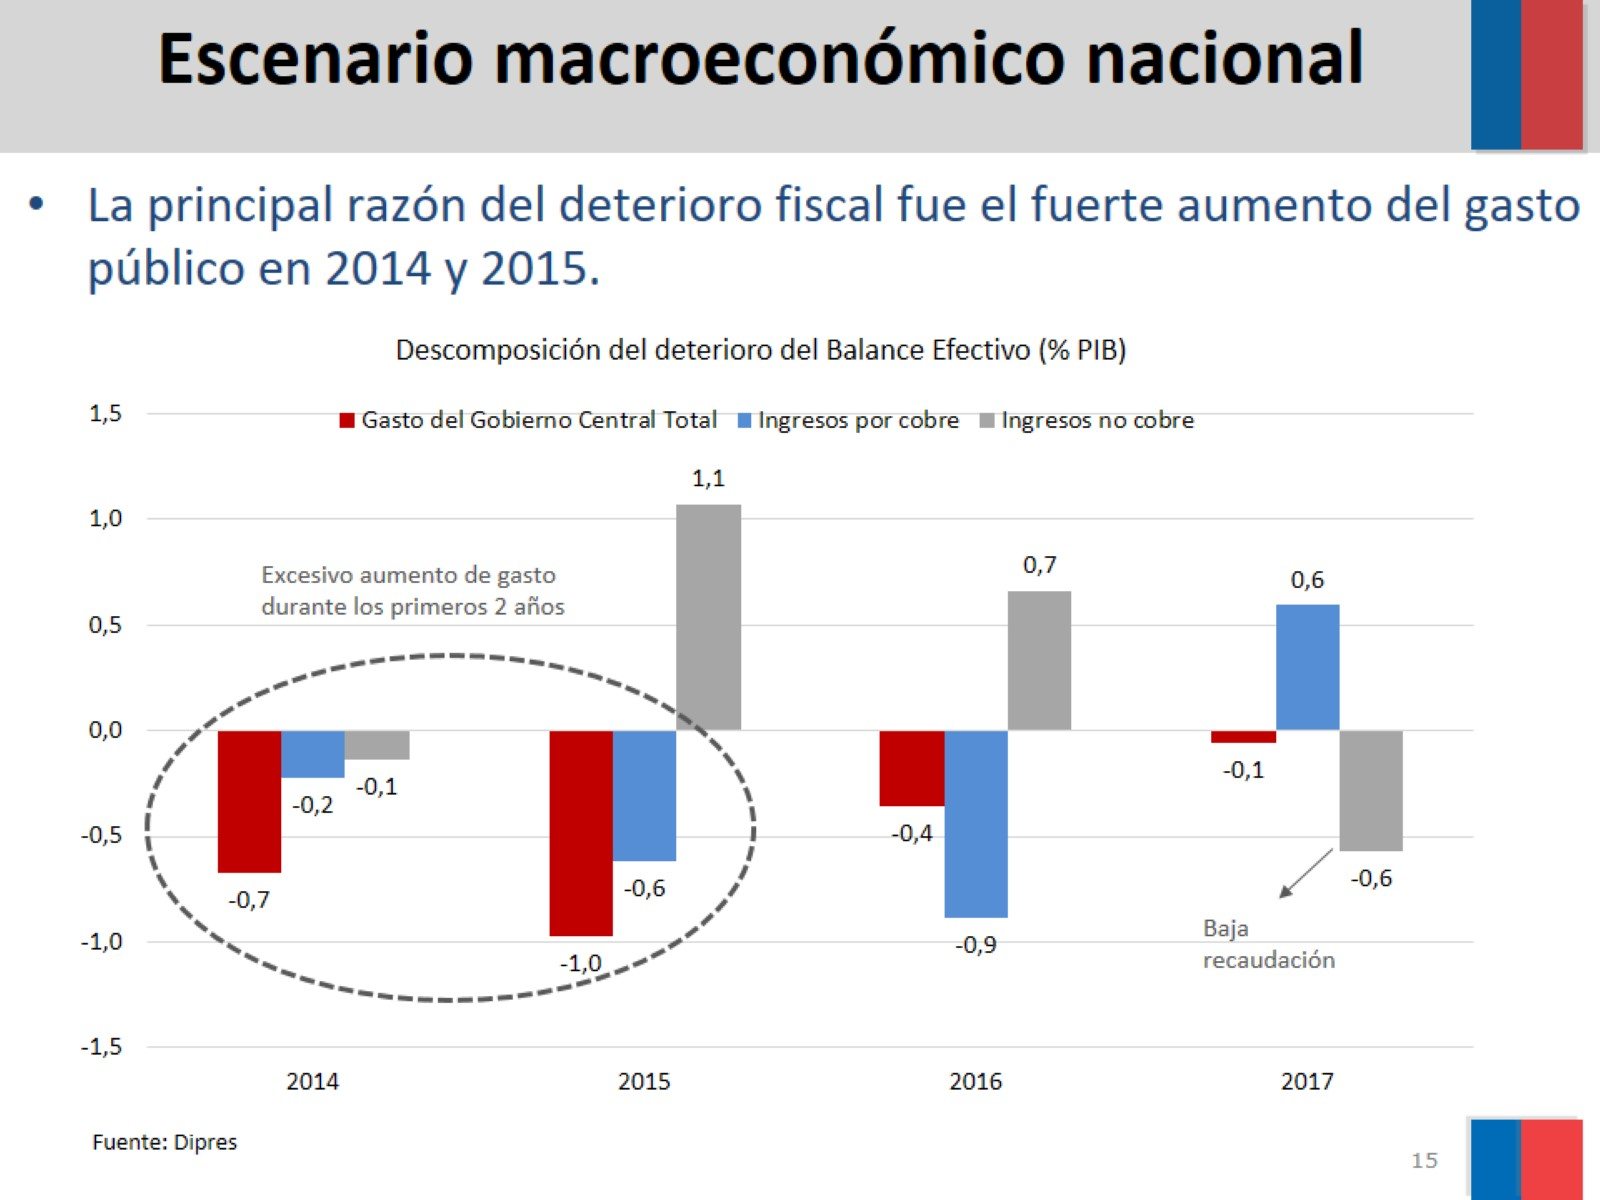 Escenario macroeconómico nacional
• La principal razón del deterioro fiscal fue el fuerte aumento del gasto
público en 2014 y 2015.
Descomposición del deterioro del Balance Efectivo (% PIB)
1,5
Gasto del Gobierno Central Total Ingresos por cobre Ingresos no cobre
1,1
1,0
0,7
0,6
Excesivo aumento de gasto
durante los primeros 2 años
0,5
0,0
-0,1
-0,1
-0,2
-0,5
-0,4
-0,6
-0,6
-0,7
Baja
recaudación
-1,0
-0,9
-1,0
-1,5
2014 2015 2016 2017
Fuente: Dipres
15